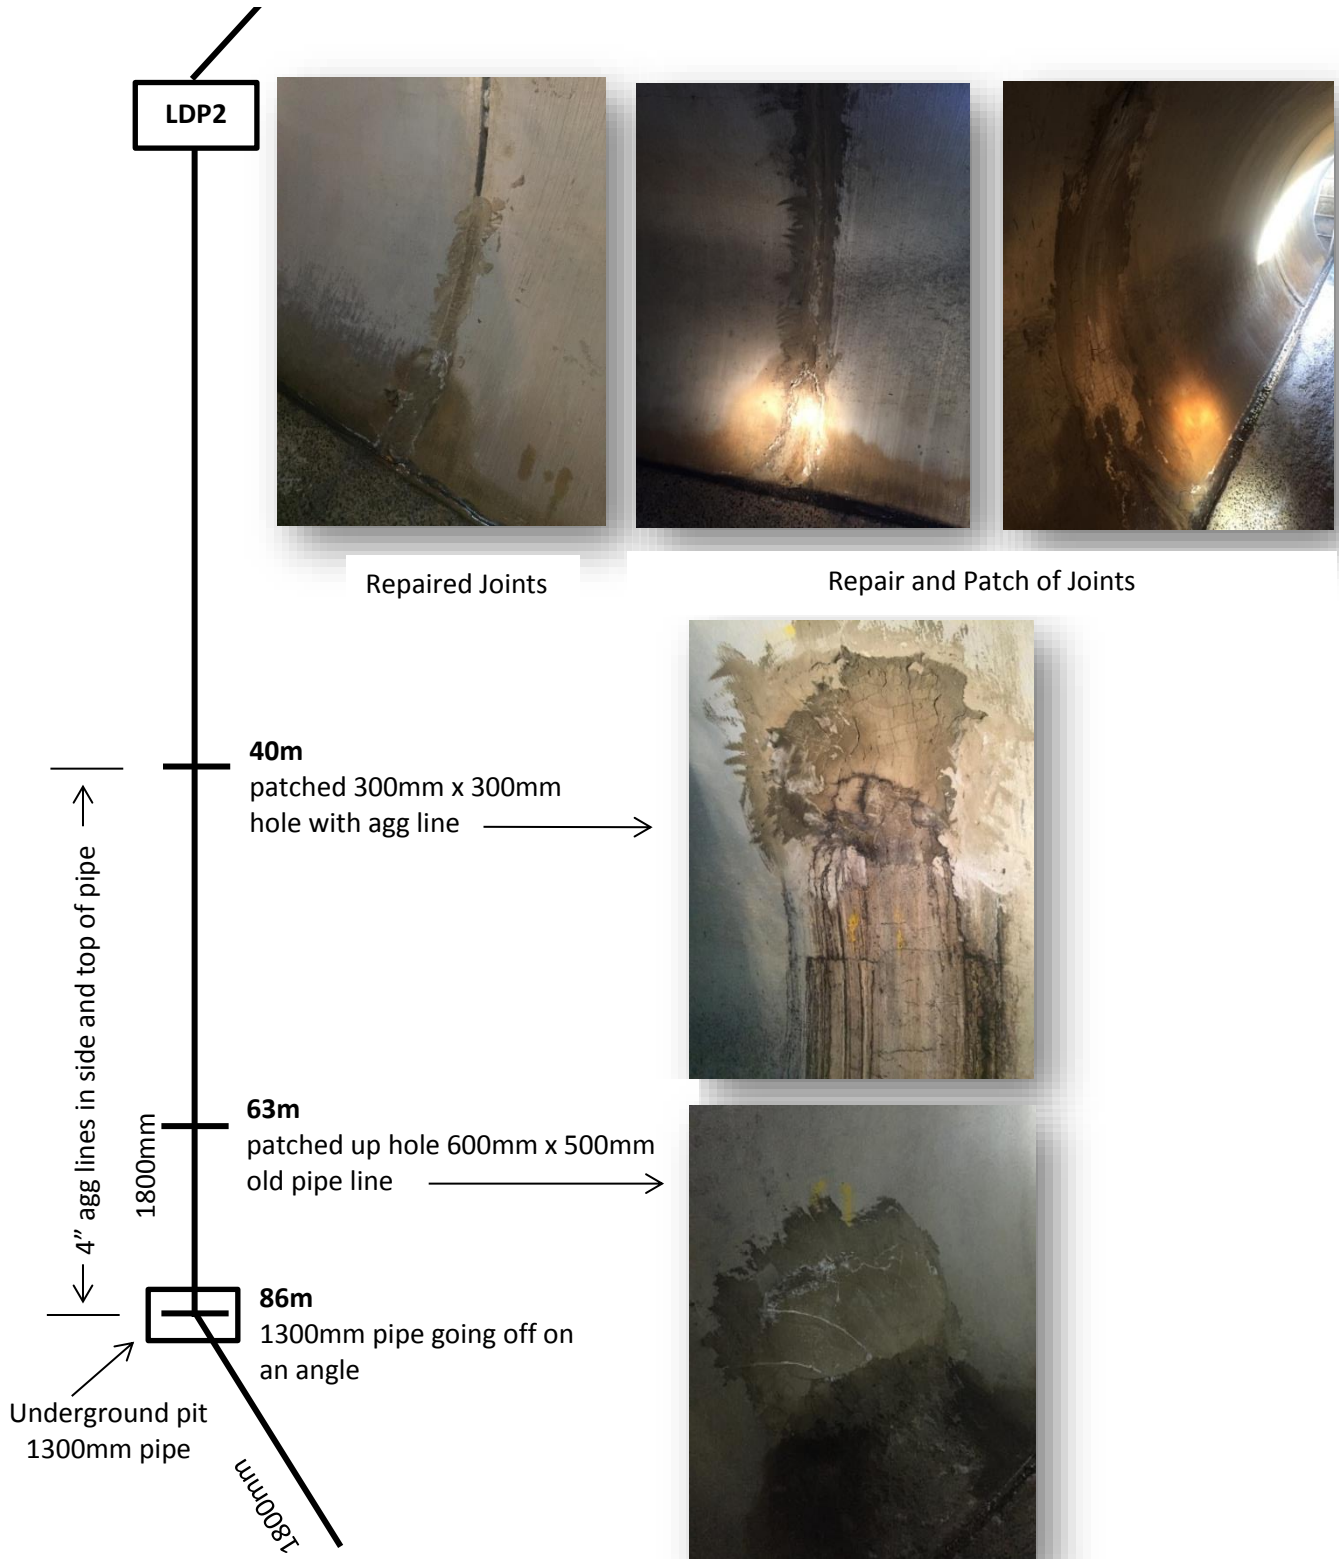 LDP2
Repaired Joints
Repair and Patch of Joints
40m
patched 300mm x 300mm
hole with agg line
4” agg lines in side and top of pipe
63m
patched up hole 600mm x 500mm
old pipe line
1800mm
86m
1300mm pipe going off on
an angle
Underground pit
1300mm pipe
1800mm